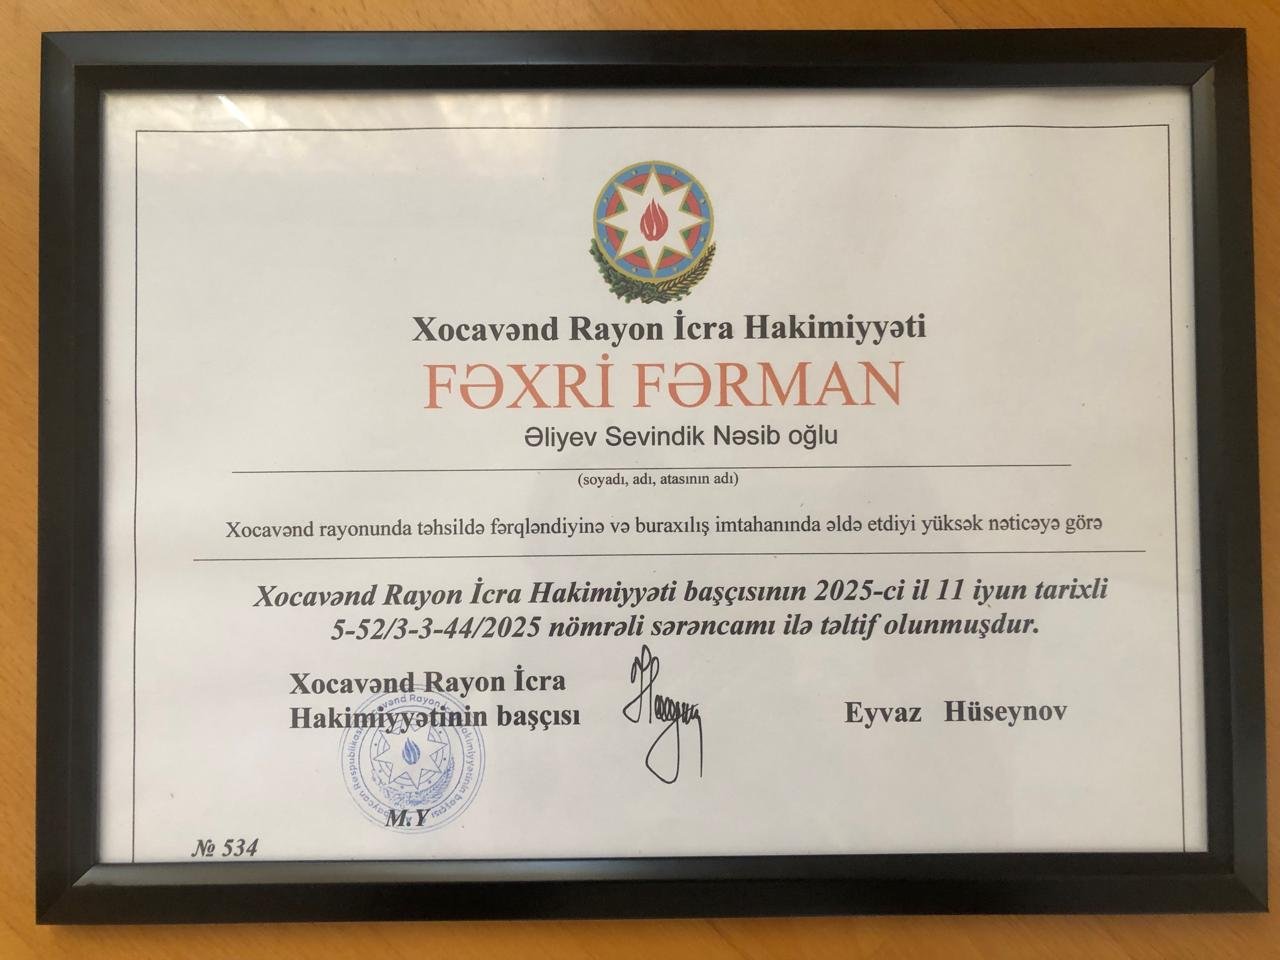 Xocavənd Rayon İcra Hakimiyyəti
FƏXRİ FƏRMAN
Əliyev Sevindik Nəsib oğlu
(soyadı, adı, atasının adı)
Xocavənd rayonunda təhsildə fərqləndiyinə və buraxılış imtahanında əldə etdiyi yüksək nəticəyə görə
Xocavənd Rayon İcra Hakimiyyəti başçısının 2025-ci il 11 iyun tarixli
5-52/3-3-44/2025 nömrəli sərəncamı ilə təltif olunmuşdur.
Xocavənd Rayon İcra
Hakimiyyətinin başçısı
Eyvaz Hüseynov
M.Y
№ 534